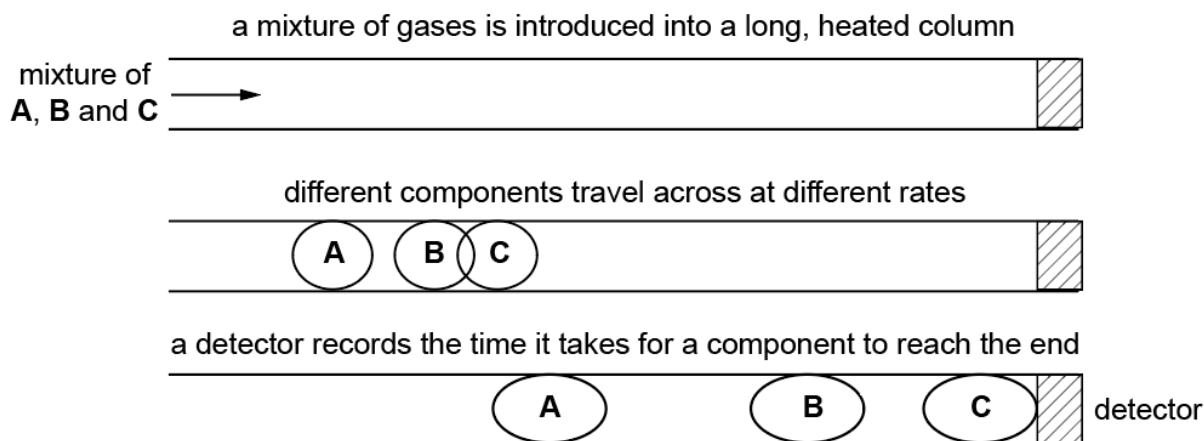 a mixture of gases is introduced into a long, heated column
mixture of
A, B and C
different components travel across at different rates
A B C
a detector records the time it takes for a component to reach the end
A B C detector